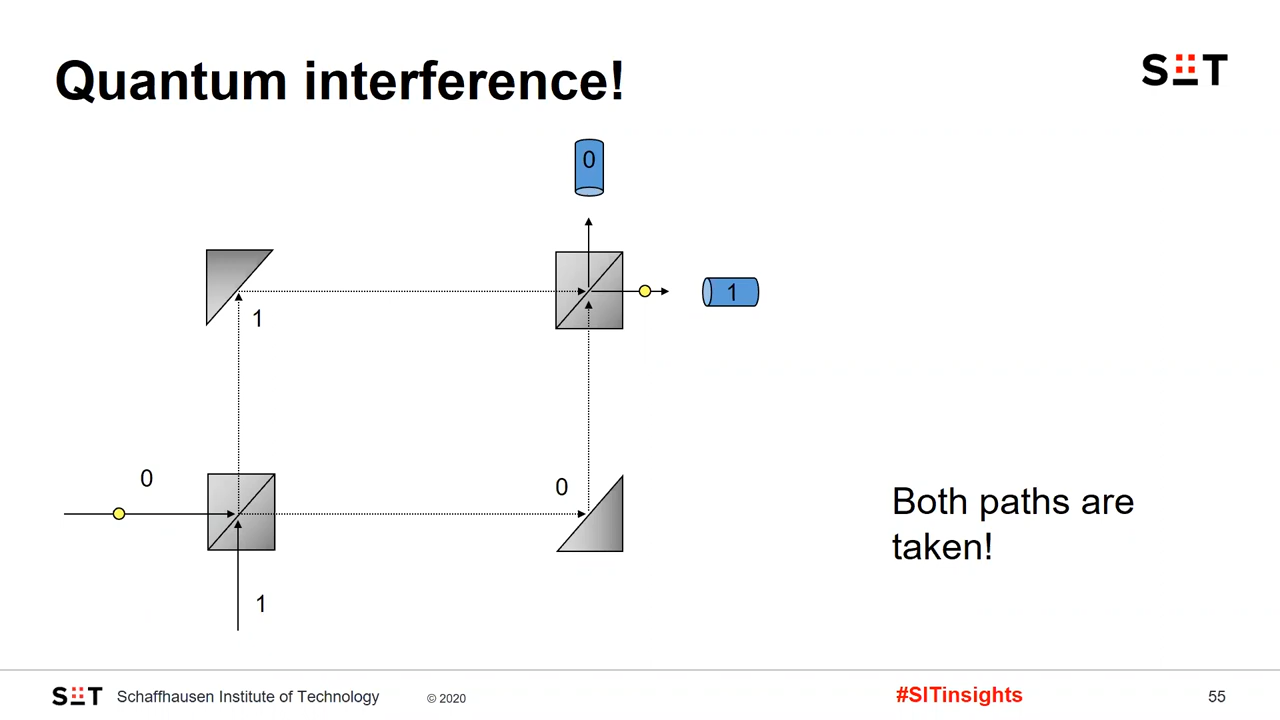 Quantum interference!
SIT
0
1
1
0
0
1
Both paths are
taken!
SIT Schaffhausen Institute of Technology © 2020 #SITinsights 55